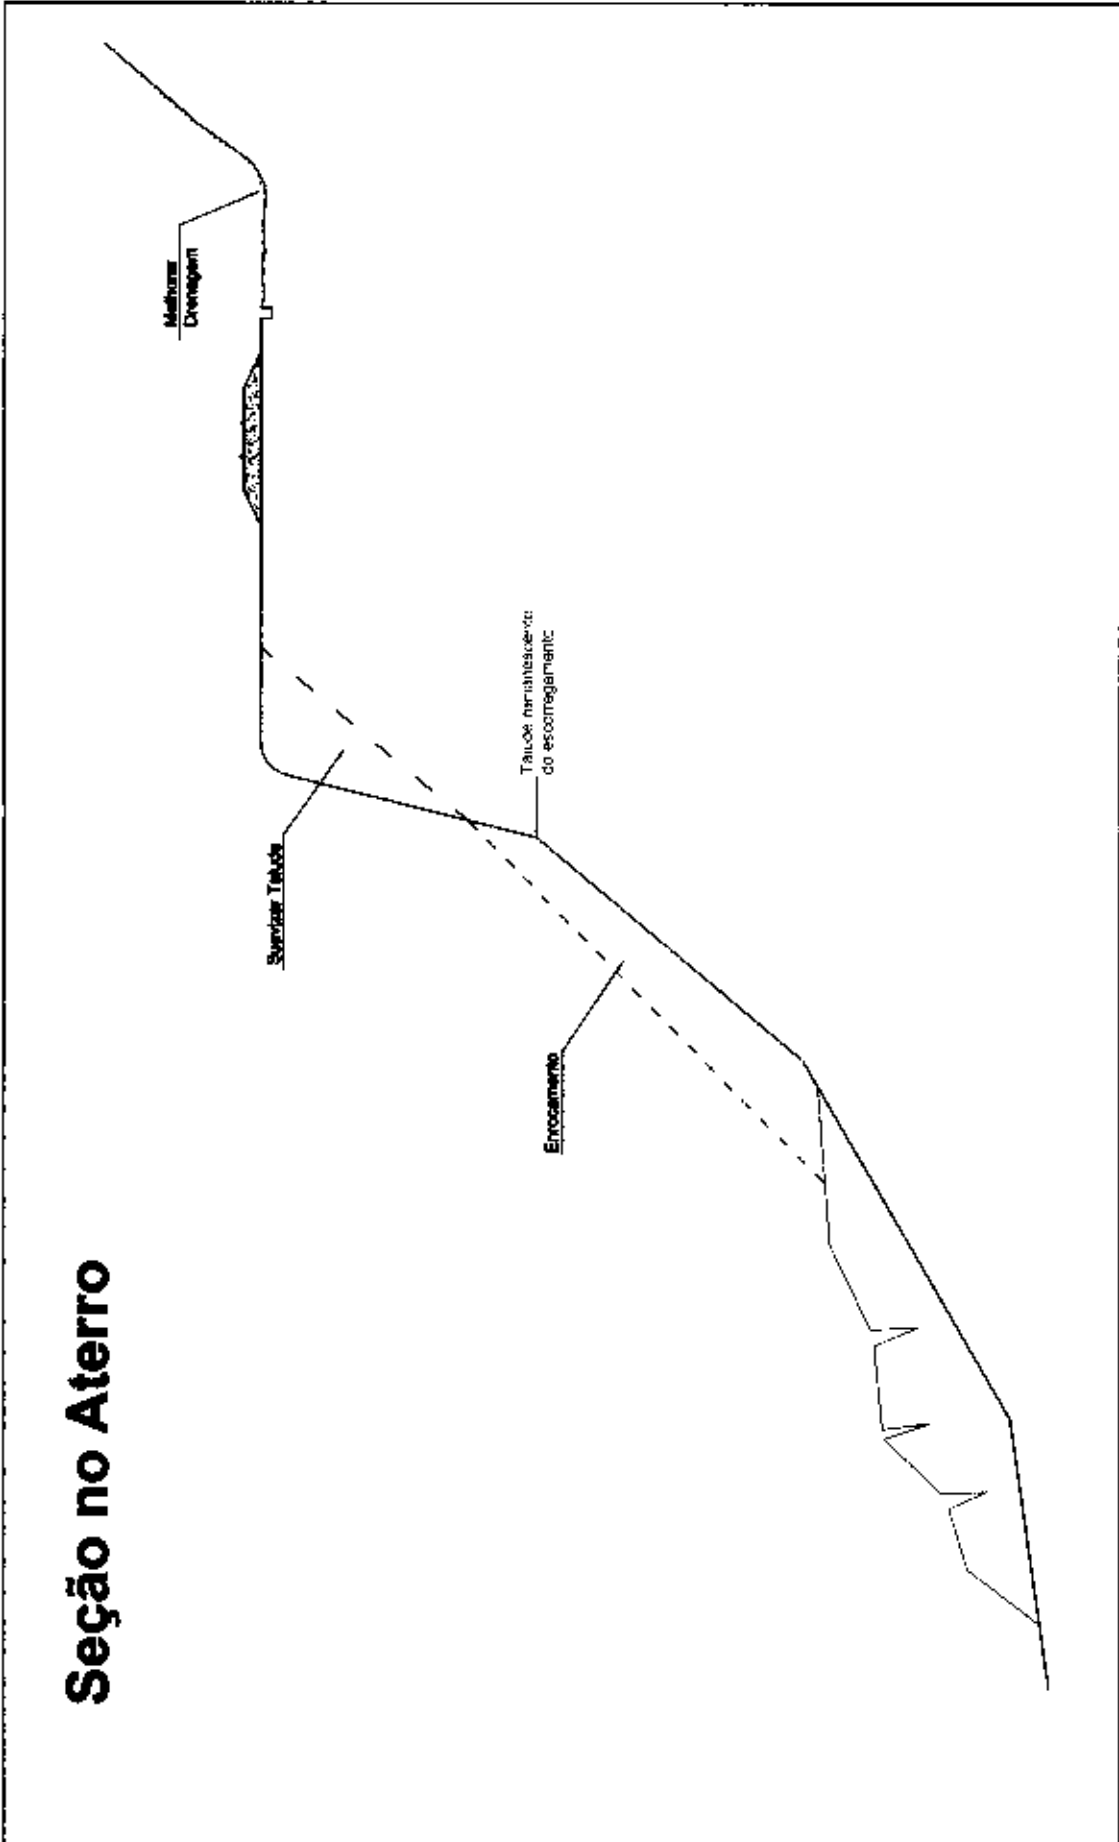 Seção no Aterro
Suavizar Talude
Enrocamento
Talude remanescente
do escorregamento
Melhorar
Drenagem